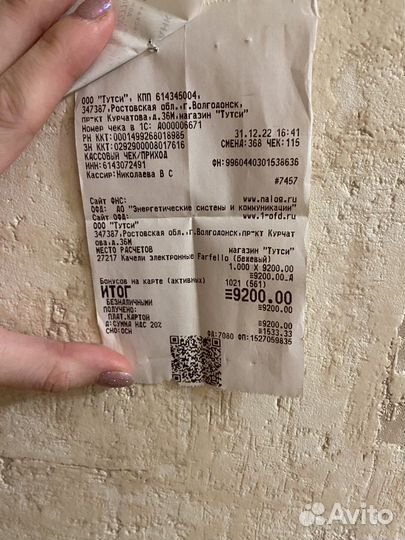 ООО "Тутси", КПП 614345004,
347387,Ростовская обл.,г.Волгодонск,
пр-кт Курчатова,д.36М,магазин "Тутси"
Номер чека в 1С: А000006671
РН ККТ:0001499268018985 31.12.22 16:41
ЗН ККТ:0292900008017616 СМЕНА:368 ЧЕК:115
КАССОВЫЙ ЧЕК/ПРИХОД
ИНН:6143072491 ФН:9960440301538636
Кассир:Николаева В С
#7457
Сайт ФНС: www.nalog.ru
ОФД: АО "Энергетические системы и коммуникации"
Сайт ОФД: www.1-ofd.ru
ООО "Тутси"
347387,Ростовская обл.,г.Волгодонск,пр-кт Курчат
ова,д.36М
МЕСТО РАСЧЕТОВ магазин "Тутси"
27217 Качели электронные Farfello (бежевый)
1.000 X 9200.00
≡9200.00_А
Бонусов на карте (активных) 1021 (561)
ИТОГ ≡9200.00
БЕЗНАЛИЧНЫМИ ≡9200.00
ПОЛУЧЕНО:
ПЛАТ.КАРТОЙ ≡9200.00
А:СУММА НДС 20% ≡1533.33
СНО:ОСН ФД:7080 ФП:1527059835
Avito